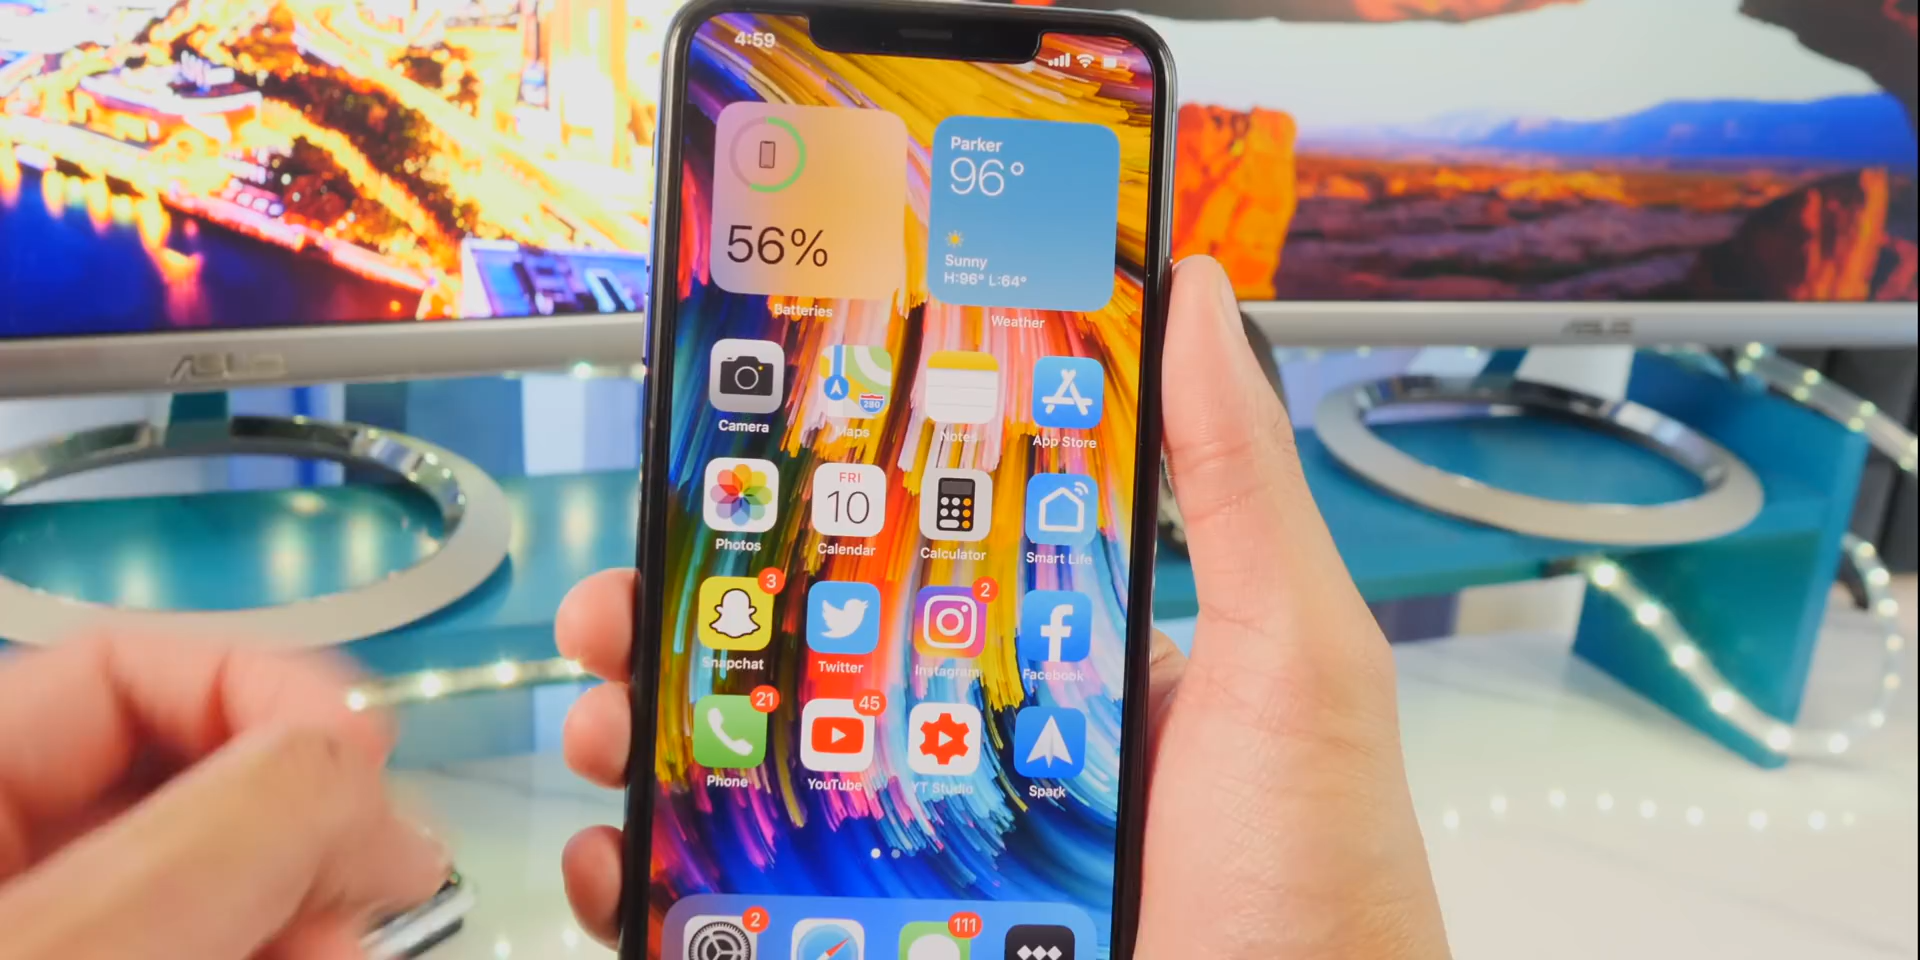 4:59
56%
Batteries
Parker
96°
Sunny
H:96° L:64°
Weather
Camera
280
Maps
Notes
App Store
Photos
FRI
10
Calendar
Calculator
Smart Life
3
Snapchat
Twitter
2
Instagram
Facebook
21
Phone
45
YouTube
YT Studio
Spark
2
111
ASUS
ASUS